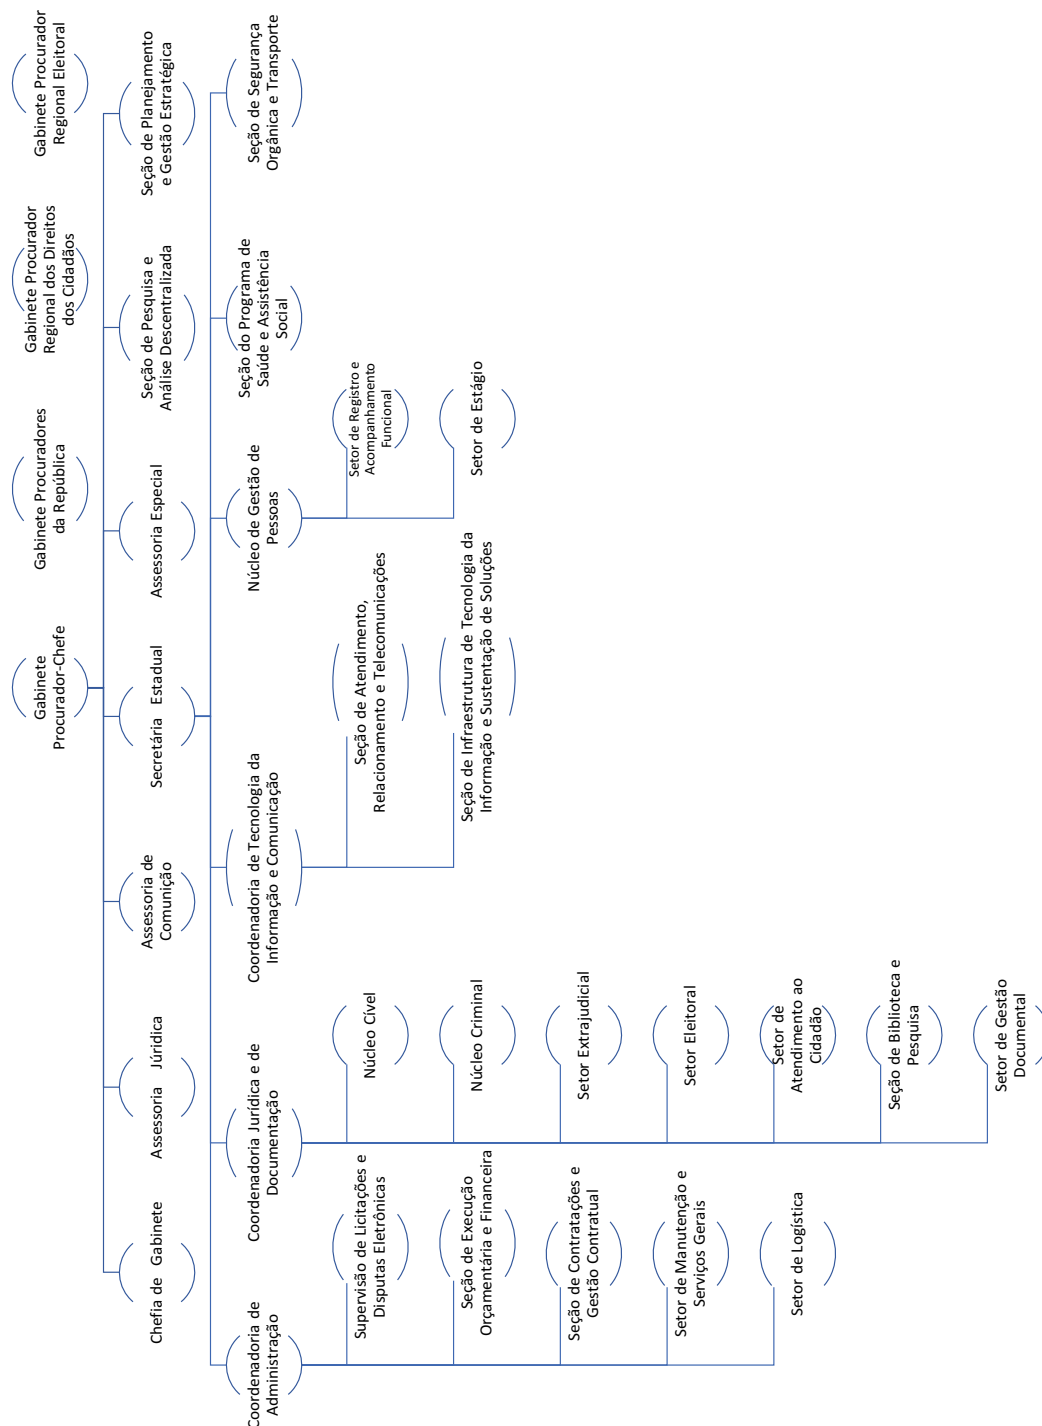 Gabinete
Procurador-Chefe
Gabinete Procuradores
da República
Gabinete Procurador
Regional dos Direitos
dos Cidadãos
Gabinete Procurador
Regional Eleitoral
Chefia de Gabinete
Assessoria Júridica
Assessoria de
Comunição
Secretária Estadual
Assessoria Especial
Seção de Pesquisa e
Análise Descentralizada
Seção de Planejamento
e Gestão Estratégica
Coordenadoria de
Administração
Supervisão de Licitações e
Disputas Eletrônicas
Seção de Execução
Orçamentária e Financeira
Seção de Contratações e
Gestão Contratual
Setor de Manutenção e
Serviços Gerais
Setor de Logística
Coordenadoria Jurídica e de
Documentação
Núcleo Cível
Núcleo Criminal
Setor Extrajudicial
Setor Eleitoral
Setor de
Atendimento ao
Cidadão
Seção de Biblioteca e
Pesquisa
Setor de Gestão
Documental
Coordenadoria de Tecnologia da
Informação e Comunicação
Seção de Atendimento,
Relacionamento e Telecomunicações
Seção de Infraestrutura de Tecnologia da
Informação e Sustentação de Soluções
Núcleo de Gestão de
Pessoas
Setor de Registro e
Acompanhamento
Funcional
Setor de Estágio
Seção do Programa de
Saúde e Assistência
Social
Seção de Segurança
Orgânica e Transporte